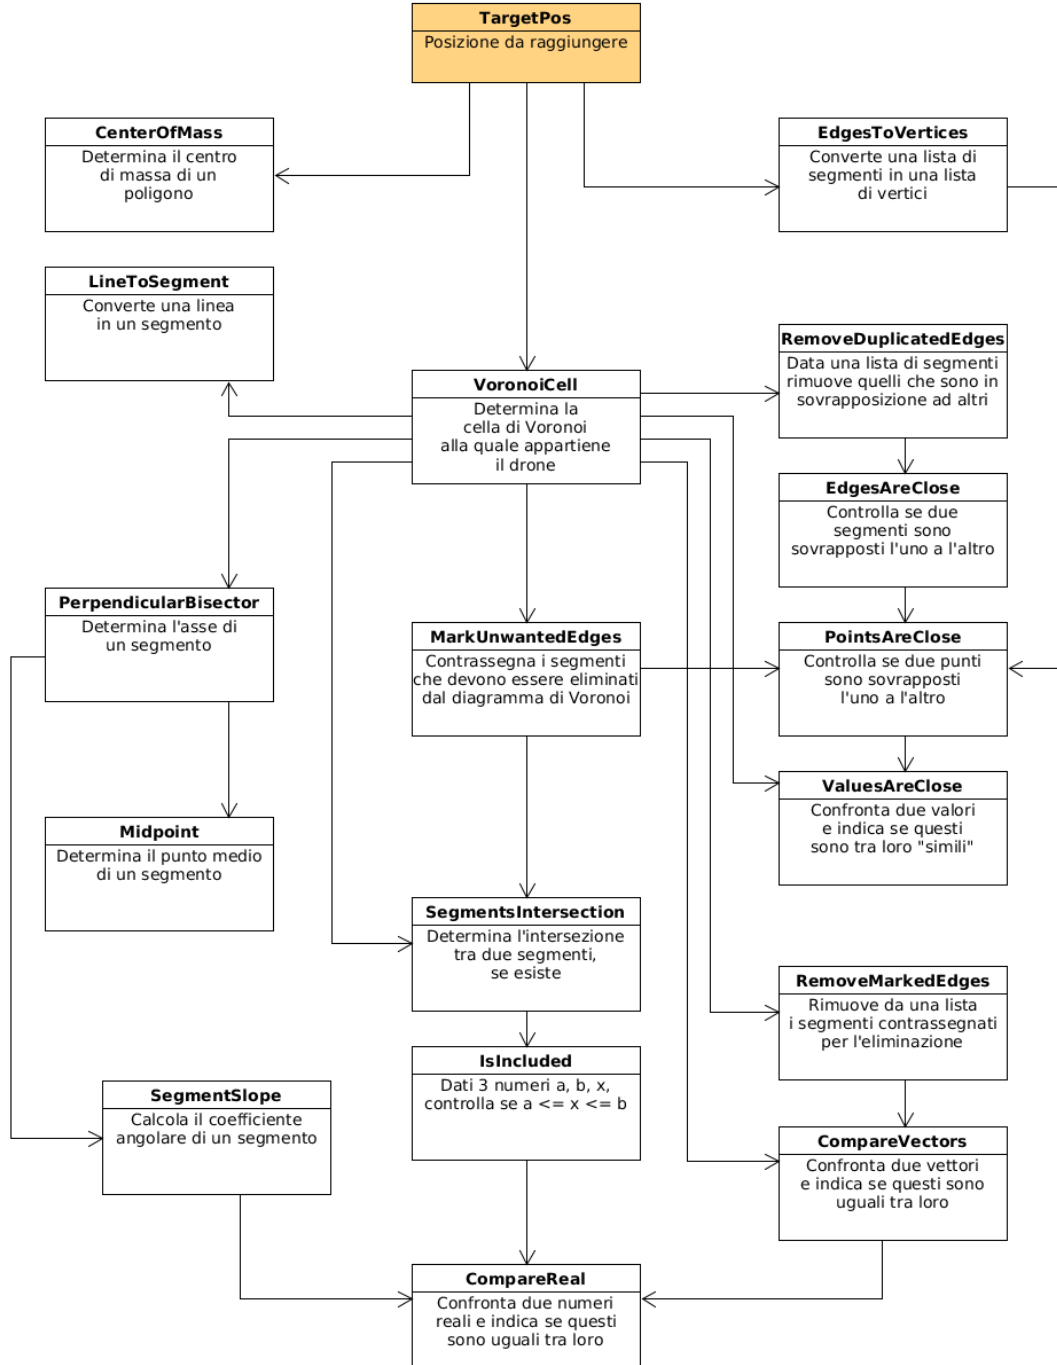 TargetPos
Posizione da raggiungere
CenterOfMass
Determina il centro
di massa di un
poligono
EdgesToVertices
Converte una lista di
segmenti in una lista
di vertici
LineToSegment
Converte una linea
in un segmento
RemoveDuplicatedEdges
Data una lista di segmenti
rimuove quelli che sono in
sovrapposizione ad altri
VoronoiCell
Determina la
cella di Voronoi
alla quale appartiene
il drone
EdgesAreClose
Controlla se due
segmenti sono
sovrapposti l'uno a l'altro
PerpendicularBisector
Determina l'asse di
un segmento
MarkUnwantedEdges
Contrassegna i segmenti
che devono essere eliminati
dal diagramma di Voronoi
PointsAreClose
Controlla se due punti
sono sovrapposti
l'uno a l'altro
ValuesAreClose
Confronta due valori
e indica se questi
sono tra loro "simili"
Midpoint
Determina il punto medio
di un segmento
SegmentsIntersection
Determina l'intersezione
tra due segmenti,
se esiste
RemoveMarkedEdges
Rimuove da una lista
i segmenti contrassegnati
per l'eliminazione
IsIncluded
Dati 3 numeri a, b, x,
controlla se a <= x <= b
SegmentSlope
Calcola il coefficiente
angolare di un segmento
CompareVectors
Confronta due vettori
e indica se questi sono
uguali tra loro
CompareReal
Confronta due numeri
reali e indica se questi
sono uguali tra loro